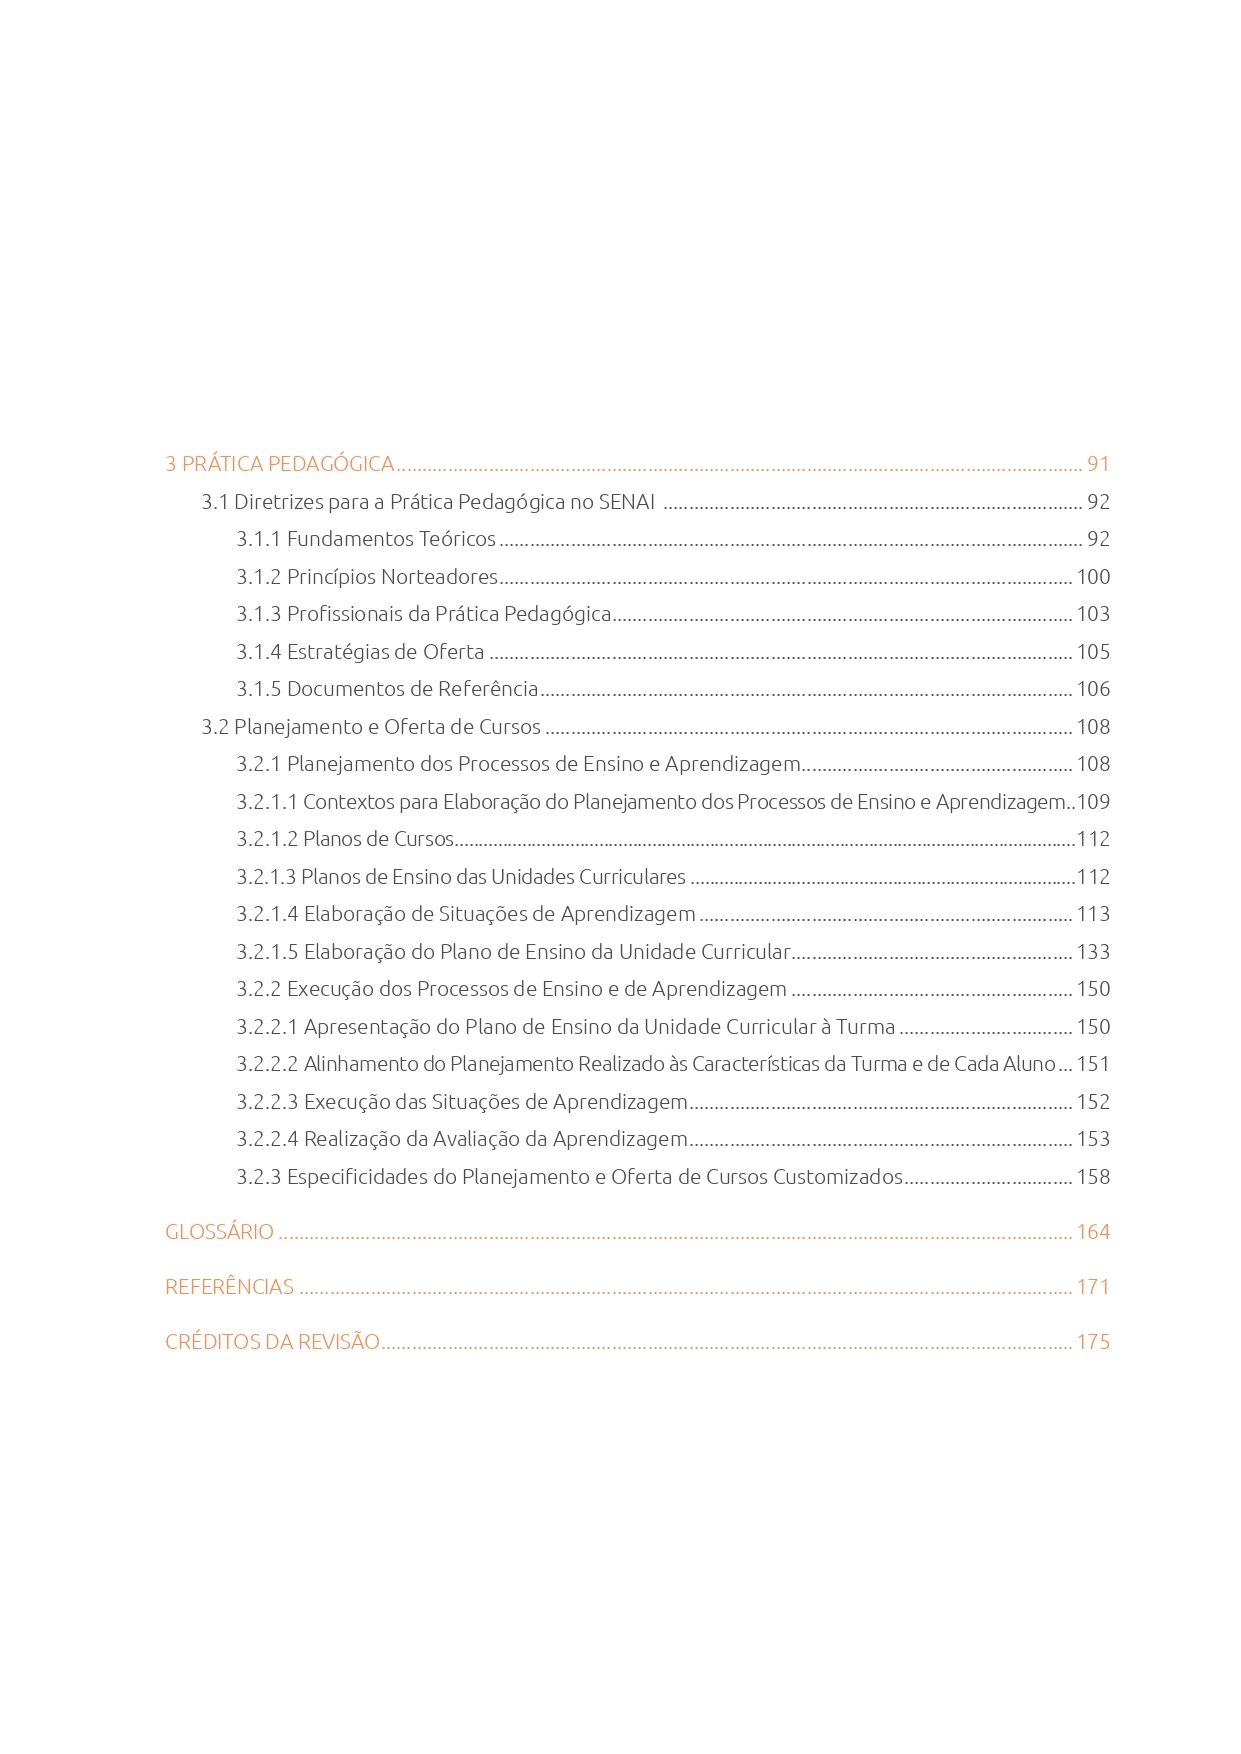 3 PRÁTICA PEDAGÓGICA 91
3.1 Diretrizes para a Prática Pedagógica no SENAI 92
3.1.1 Fundamentos Teóricos 92
3.1.2 Princípios Norteadores 100
3.1.3 Profissionais da Prática Pedagógica 103
3.1.4 Estratégias de Oferta 105
3.1.5 Documentos de Referência 106
3.2 Planejamento e Oferta de Cursos 108
3.2.1 Planejamento dos Processos de Ensino e Aprendizagem 108
3.2.1.1 Contextos para Elaboração do Planejamento dos Processos de Ensino e Aprendizagem..109
3.2.1.2 Planos de Cursos 112
3.2.1.3 Planos de Ensino das Unidades Curriculares 112
3.2.1.4 Elaboração de Situações de Aprendizagem 113
3.2.1.5 Elaboração do Plano de Ensino da Unidade Curricular 133
3.2.2 Execução dos Processos de Ensino e de Aprendizagem 150
3.2.2.1 Apresentação do Plano de Ensino da Unidade Curricular à Turma 150
3.2.2.2 Alinhamento do Planejamento Realizado às Características da Turma e de Cada Aluno ... 151
3.2.2.3 Execução das Situações de Aprendizagem 152
3.2.2.4 Realização da Avaliação da Aprendizagem 153
3.2.3 Especificidades do Planejamento e Oferta de Cursos Customizados 158
GLOSSÁRIO 164
REFERÊNCIAS 171
CRÉDITOS DA REVISÃO 175